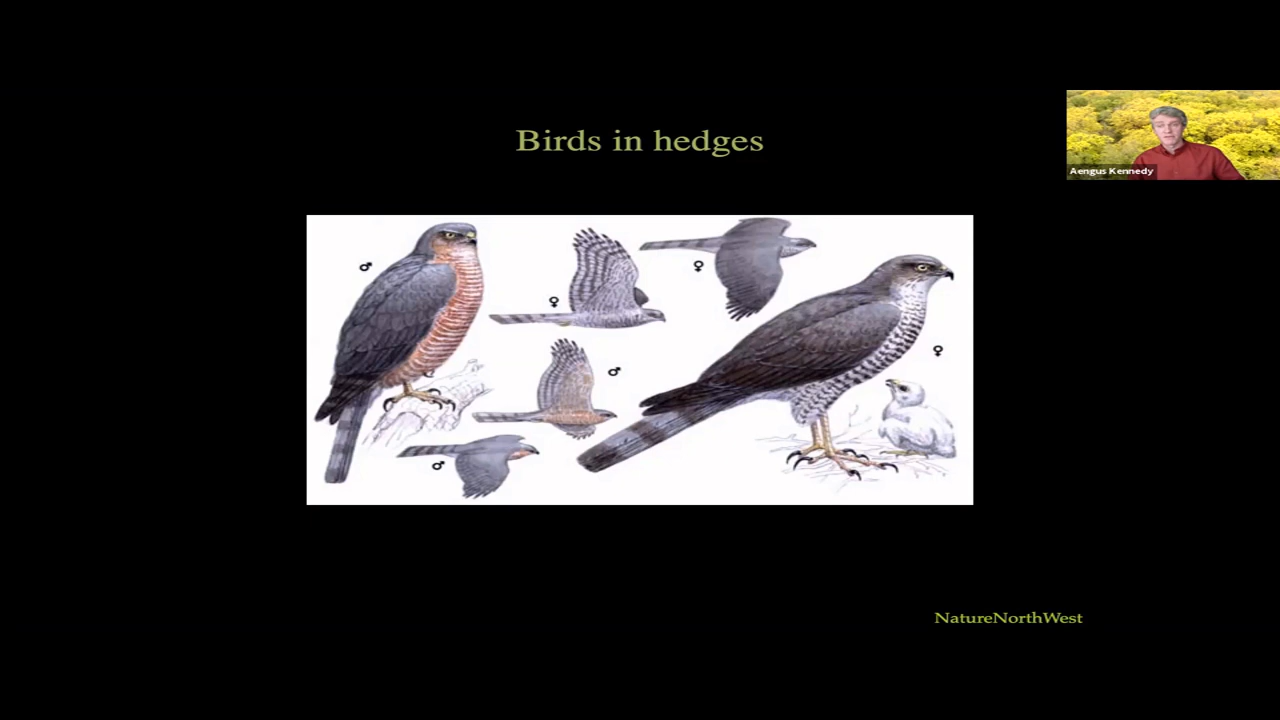 Birds in hedges
Aengus Kennedy
♂
♀
♀
♂
♀
♂
NatureNorthWest